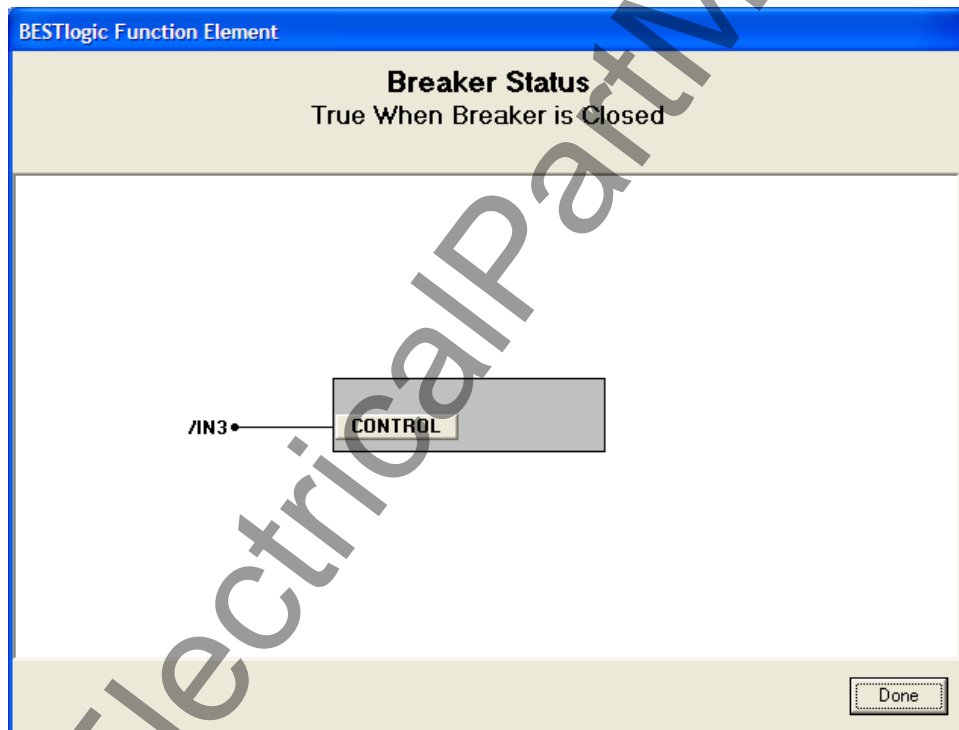 BESTlogic Function Element
Breaker Status
True When Breaker is Closed
/IN3
CONTROL
Done